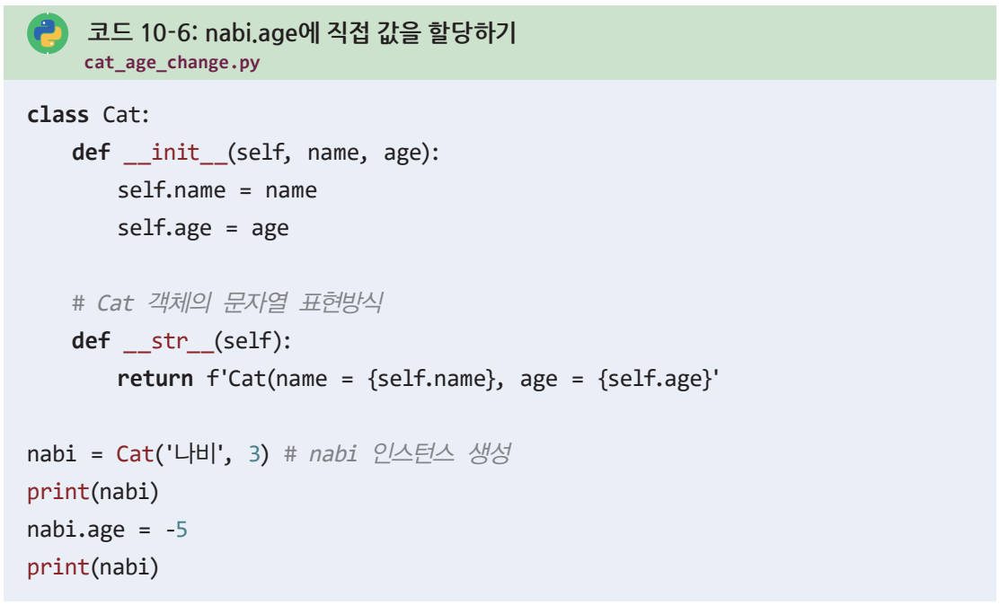 코드 10-6: nabi.age에 직접 값을 할당하기
cat_age_change.py
class Cat:
    def __init__(self, name, age):
        self.name = name
        self.age = age
    # Cat 객체의 문자열 표현방식
    def __str__(self):
        return f'Cat(name = {self.name}, age = {self.age}'
nabi = Cat('나비', 3) # nabi 인스턴스 생성
print(nabi)
nabi.age = -5
print(nabi)